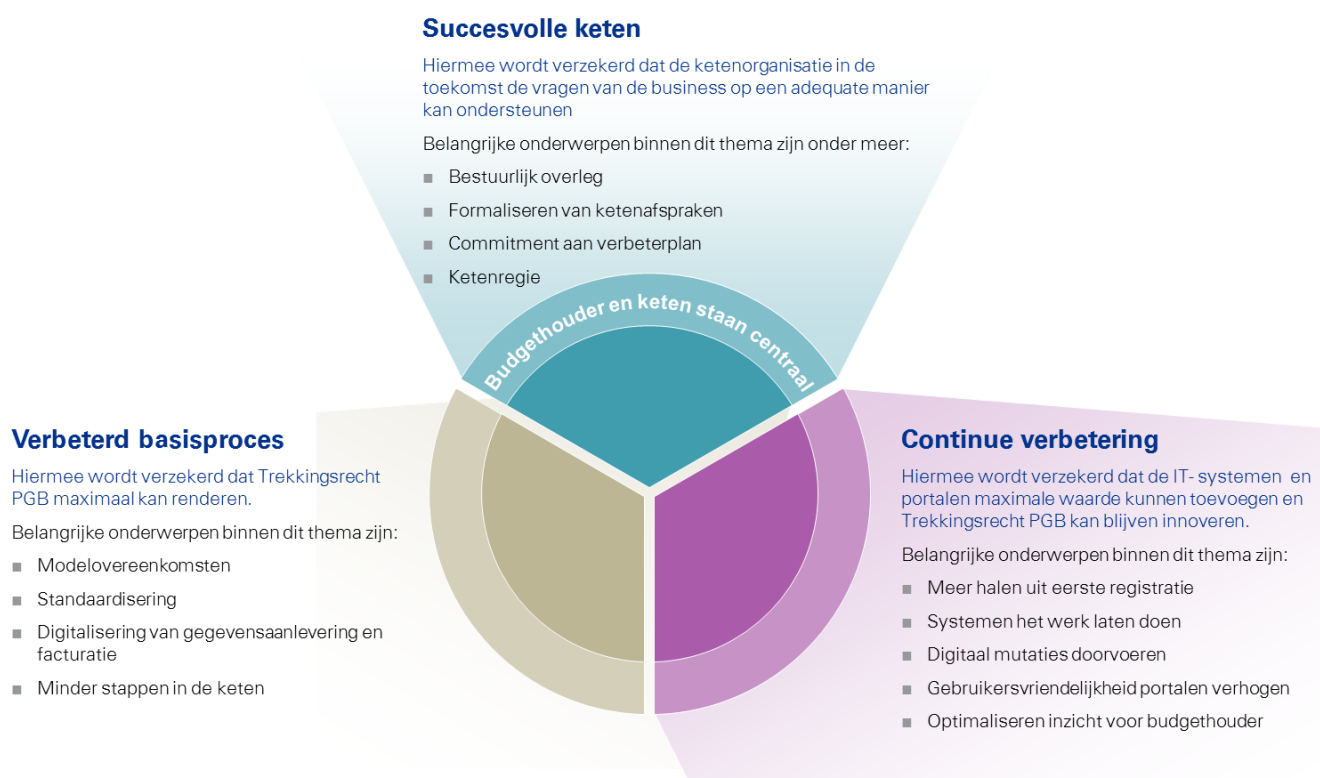 Succesvolle keten
Hiermee wordt verzekerd dat de ketenorganisatie in de
toekomst de vragen van de business op een adequate manier
kan ondersteunen
Belangrijke onderwerpen binnen dit thema zijn onder meer:
Bestuurlijk overleg
Formaliseren van ketenafspraken
Commitment aan verbeterplan
Ketenregie
Budgethouder en keten staan centraal
Verbeterd basisproces
Hiermee wordt verzekerd dat Trekkingsrecht
PGB maximaal kan renderen.
Belangrijke onderwerpen binnen dit thema zijn:
Modelovereenkomsten
Standaardisering
Digitalisering van gegevensaanlevering en
facturatie
Minder stappen in de keten
Continue verbetering
Hiermee wordt verzekerd dat de IT- systemen en
portalen maximale waarde kunnen toevoegen en
Trekkingsrecht PGB kan blijven innoveren.
Belangrijke onderwerpen binnen dit thema zijn:
Meer halen uit eerste registratie
Systemen het werk laten doen
Digitaal mutaties doorvoeren
Gebruikersvriendelijkheid portalen verhogen
Optimaliseren inzicht voor budgethouder